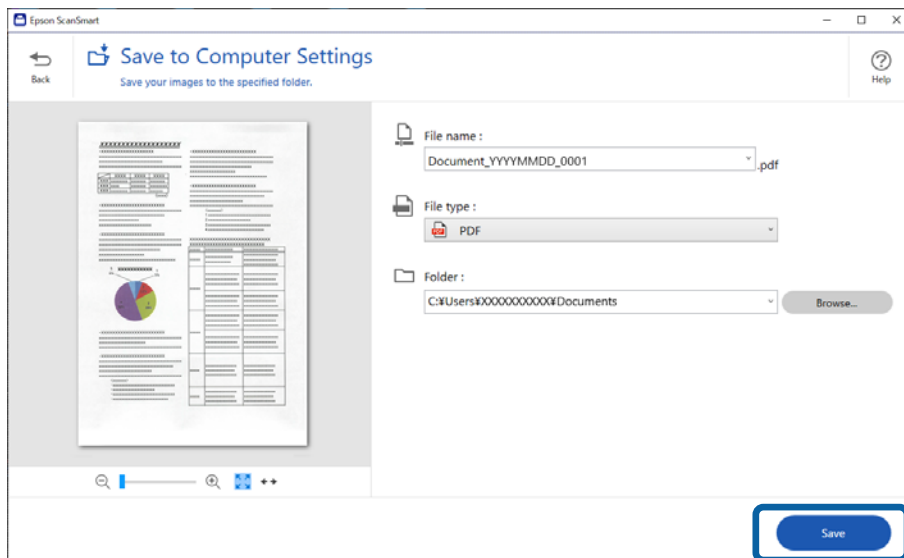 Epson ScanSmart
Back
Save to Computer Settings
Save your images to the specified folder.
Help
File name :
Document_YYYYMMDD_0001
.pdf
File type :
PDF
PDF
Folder :
C:¥Users¥XXXXXXXXXX¥Documents
Browse...
Save